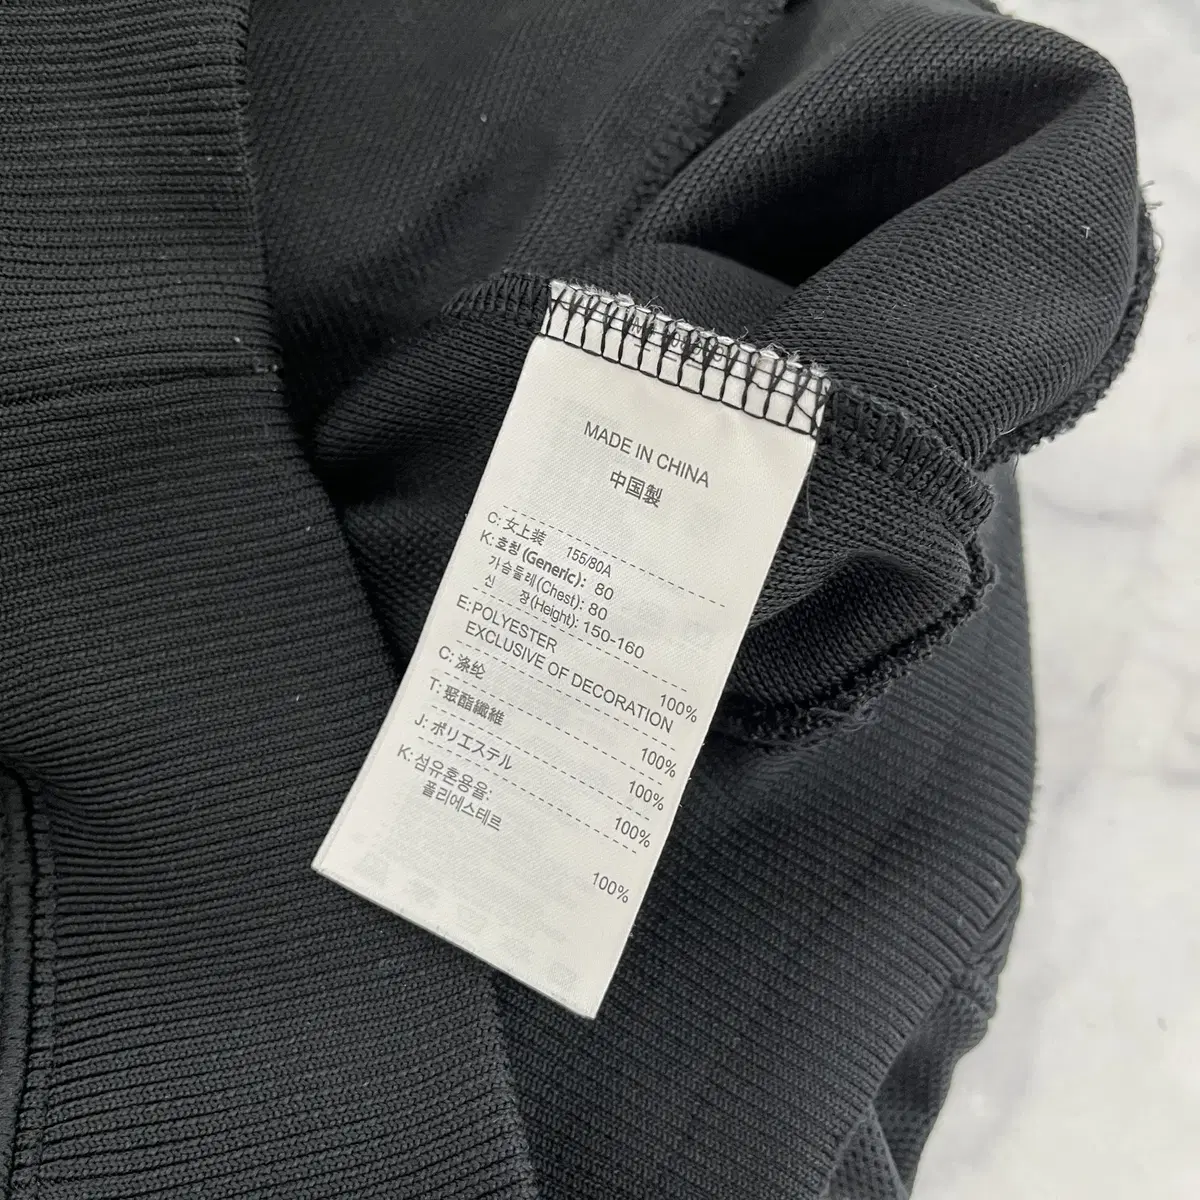 MADE IN CHINA
中国製
C: 女上装 155/80A
K: 호칭 (Generic): 80
가슴둘레(Chest): 80
신 장(Height): 150-160
E: POLYESTER 100%
EXCLUSIVE OF DECORATION
C: 涤纶 100%
T: 聚酯纖維 100%
J: ポリエステル 100%
K: 섬유혼용율:
폴리에스테르 100%